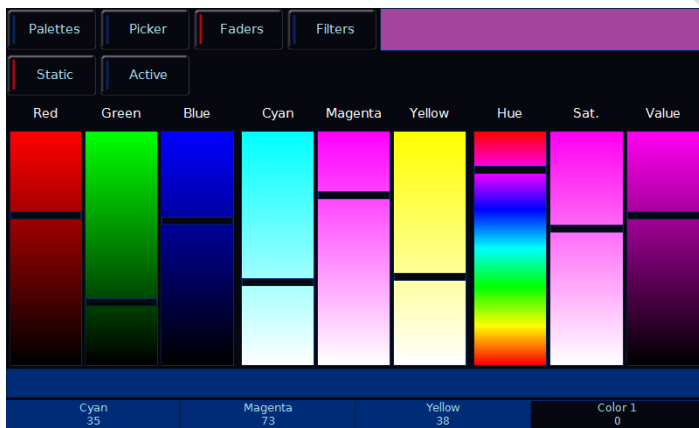 Palettes Picker Faders Filters
Static Active
Red Green Blue Cyan Magenta Yellow Hue Sat. Value
Cyan Magenta Yellow Color 1
35 73 38 0